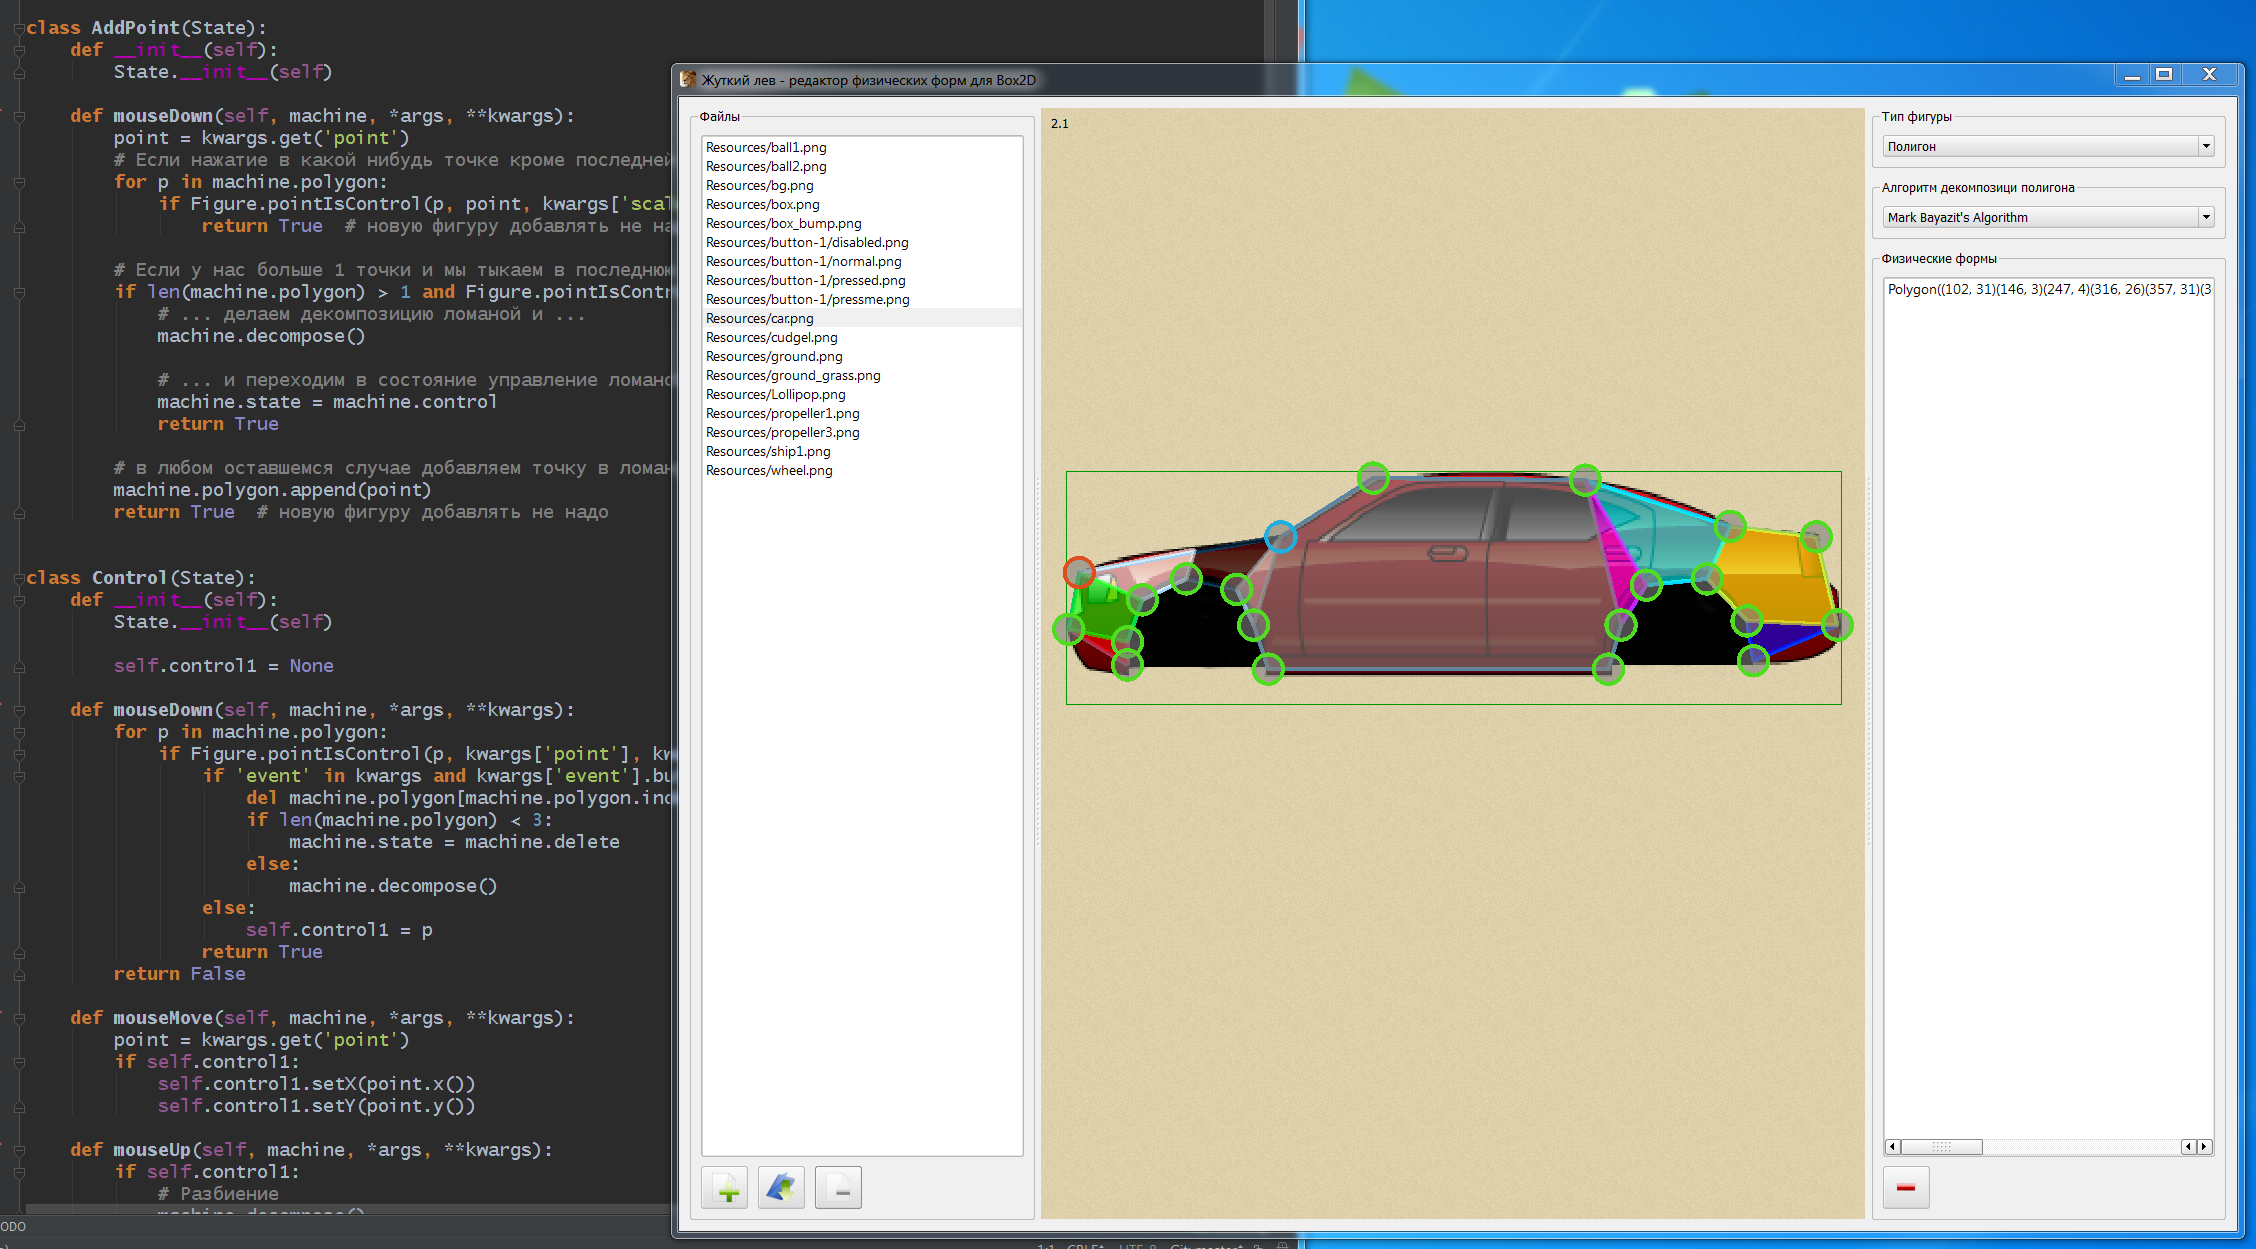 class AddPoint(State):
def __init__(self):
State.__init__(self)
def mouseDown(self, machine, *args, **kwargs):
point = kwargs.get('point')
# Если нажатие в какой нибудь точке кроме последней
for p in machine.polygon:
if Figure.pointIsControl(p, point, kwargs['scal
return True # новую фигуру добавлять не на
# Если у нас больше 1 точки и мы тыкаем в последнюю
if len(machine.polygon) > 1 and Figure.pointIsContr
# ... делаем декомпозицию ломаной и ...
machine.decompose()
# ... и переходим в состояние управление ломано
machine.state = machine.control
return True
# в любом оставшемся случае добавляем точку в ломан
machine.polygon.append(point)
return True # новую фигуру добавлять не надо
class Control(State):
def __init__(self):
State.__init__(self)
self.control1 = None
def mouseDown(self, machine, *args, **kwargs):
for p in machine.polygon:
if Figure.pointIsControl(p, kwargs['point'], kw
if 'event' in kwargs and kwargs['event'].bu
del machine.polygon[machine.polygon.ind
if len(machine.polygon) < 3:
machine.state = machine.delete
else:
machine.decompose()
else:
self.control1 = p
return True
return False
def mouseMove(self, machine, *args, **kwargs):
point = kwargs.get('point')
if self.control1:
self.control1.setX(point.x())
self.control1.setY(point.y())
def mouseUp(self, machine, *args, **kwargs):
if self.control1:
# Разбиение
machine.decompose()
ODO
Жуткий лев - редактор физических форм для Box2D
Файлы
Resources/ball1.png
Resources/ball2.png
Resources/bg.png
Resources/box.png
Resources/box_bump.png
Resources/button-1/disabled.png
Resources/button-1/normal.png
Resources/button-1/pressed.png
Resources/button-1/pressme.png
Resources/car.png
Resources/cudgel.png
Resources/ground.png
Resources/ground_grass.png
Resources/Lollipop.png
Resources/propeller1.png
Resources/propeller3.png
Resources/ship1.png
Resources/wheel.png
2.1
Тип фигуры
Полигон
Алгоритм декомпозици полигона
Mark Bayazit's Algorithm
Физические формы
Polygon((102, 31)(146, 3)(247, 4)(316, 26)(357, 31)(3